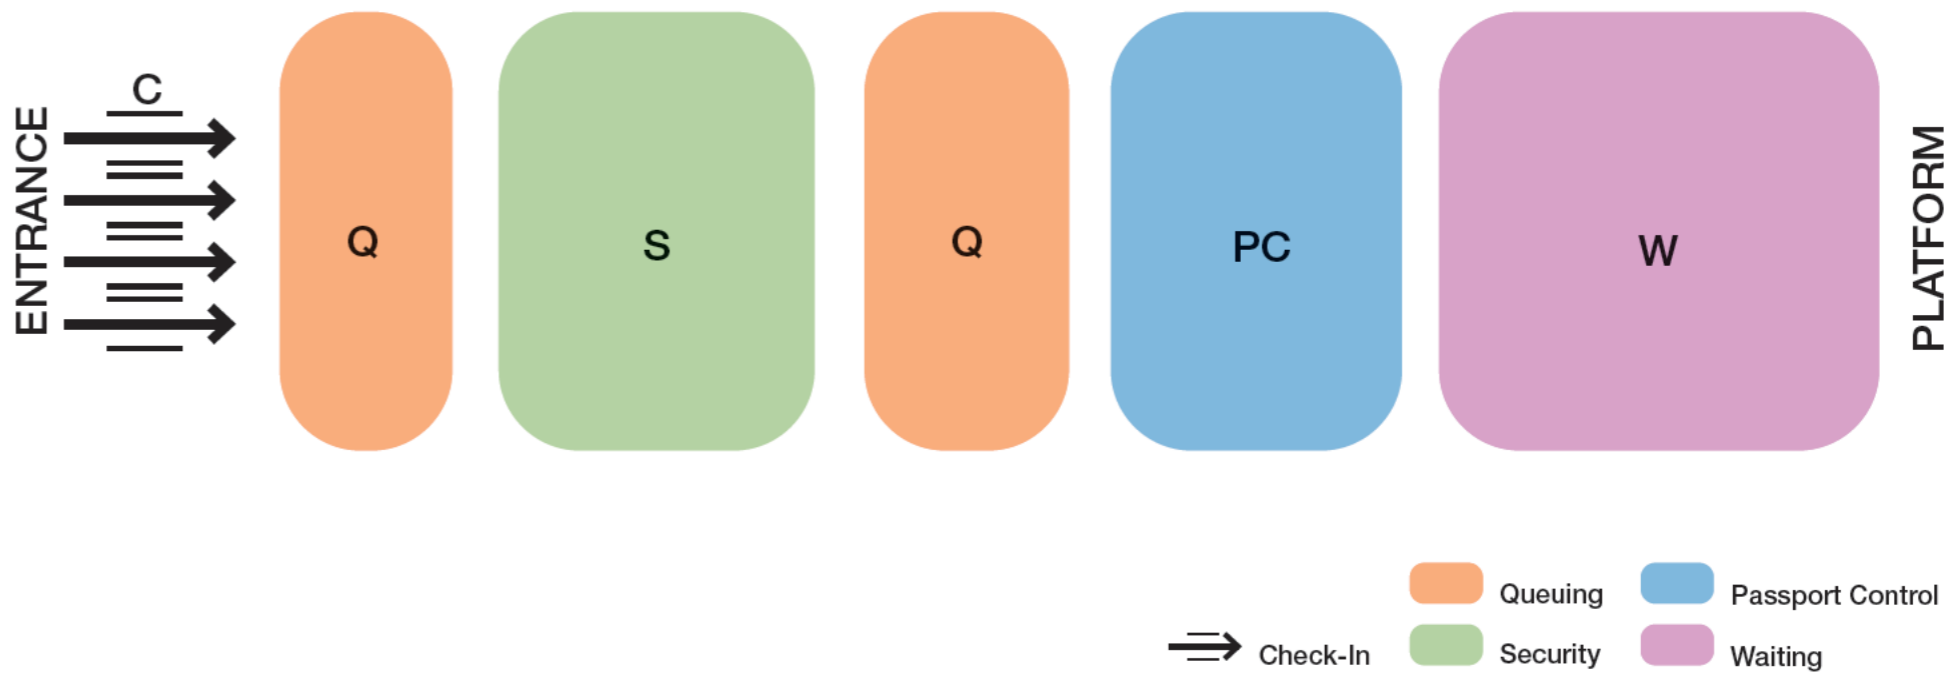 ENTRANCE
C
Q
S
Q
PC
W
PLATFORM
Check-In
Queuing
Security
Passport Control
Waiting